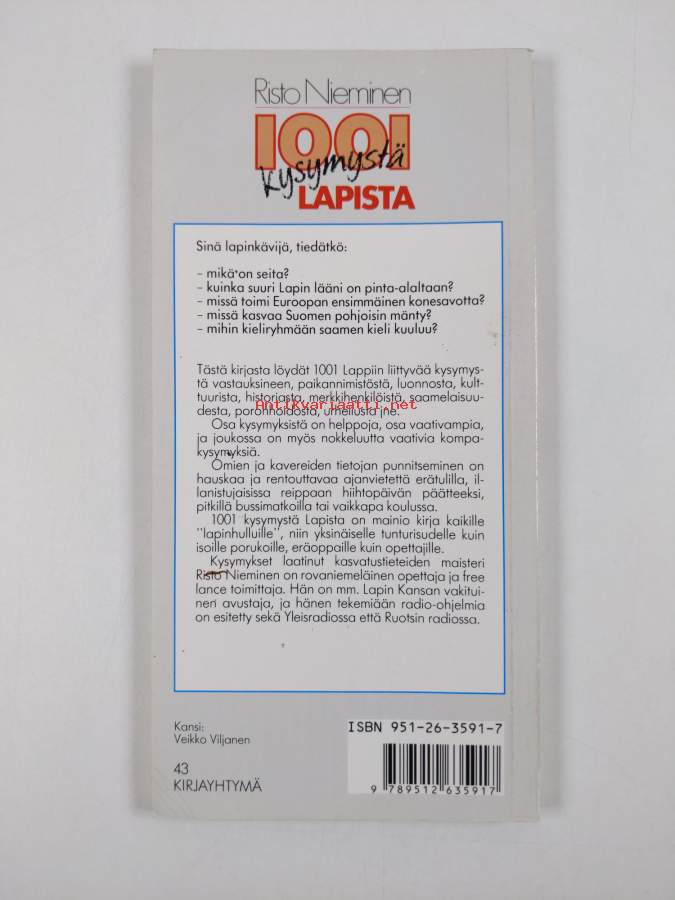 Risto Nieminen
1001
kysymystä
LAPISTA
Sinä lapinkävijä, tiedätkö:
- mikä on seita?
- kuinka suuri Lapin lääni on pinta-alaltaan?
- missä toimi Euroopan ensimmäinen konesavotta?
- missä kasvaa Suomen pohjoisin mänty?
- mihin kieliryhmään saamen kieli kuuluu?
Tästä kirjasta löydät 1001 Lappiin liittyvää kysymys-
tä vastauksineen, paikannimistöstä, luonnosta, kult-
tuurista, historiasta, merkkihenkilöistä, saamelaisuu-
Antikvariaatti.net
desta, poronhoidosta, urheilusta jne.
Osa kysymyksistä on helppoja, osa vaativampia,
ja joukossa on myös nokkeluutta vaativia kompa-
kysymyksiä.
Omien ja kavereiden tietojan punnitseminen on
hauskaa ja rentouttavaa ajanvietettä erätulilla, il-
lanistujaisissa reippaan hiihtopäivän päätteeksi,
pitkillä bussimatkoilla tai vaikkapa koulussa.
1001 kysymystä Lapista on mainio kirja kaikille
"lapinhulluille", niin yksinäiselle tunturisudelle kuin
isoille porukoille, eräoppaille kuin opettajille.
Kysymykset laatinut kasvatustieteiden maisteri
Risto Nieminen on rovaniemeläinen opettaja ja free
lance toimittaja. Hän on mm. Lapin Kansan vakitui-
nen avustaja, ja hänen tekemiään radio-ohjelmia
on esitetty sekä Yleisradiossa että Ruotsin radiossa.
Kansi:
Veikko Viljanen
43
KIRJAYHTYMÄ
ISBN 951-26-3591-7
9 789512 635917